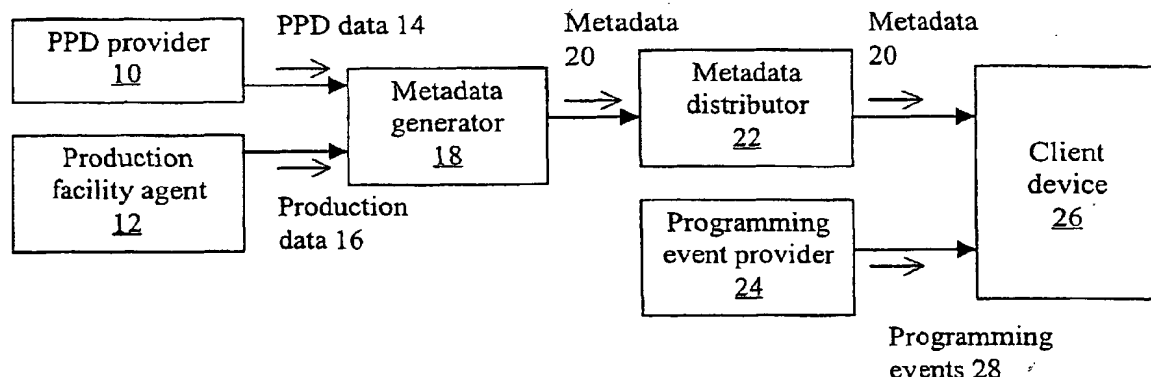 PPD provider
10
PPD data 14
Production
facility agent
12
Production
data 16
Metadata
generator
18
Metadata
20
Metadata
distributor
22
Metadata
20
Programming
event provider
24
Programming
events 28
Client
device
26